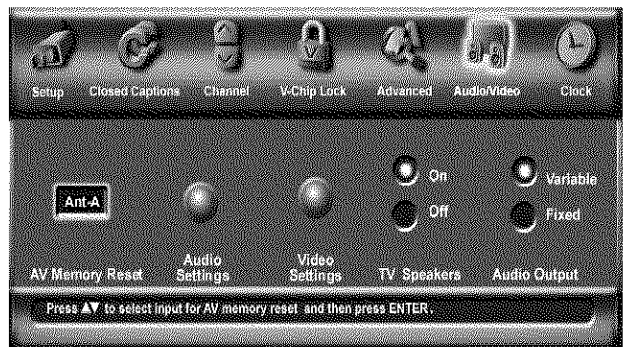 Setup Closed Captions Channel V-Chip Lock Advanced Audio/Video Clock
Ant-A
On
Off
Variable
Fixed
AV Memory Reset
Audio Settings
Video Settings
TV Speakers
Audio Output
Press ▲▼ to select input for AV memory reset and then press ENTER.